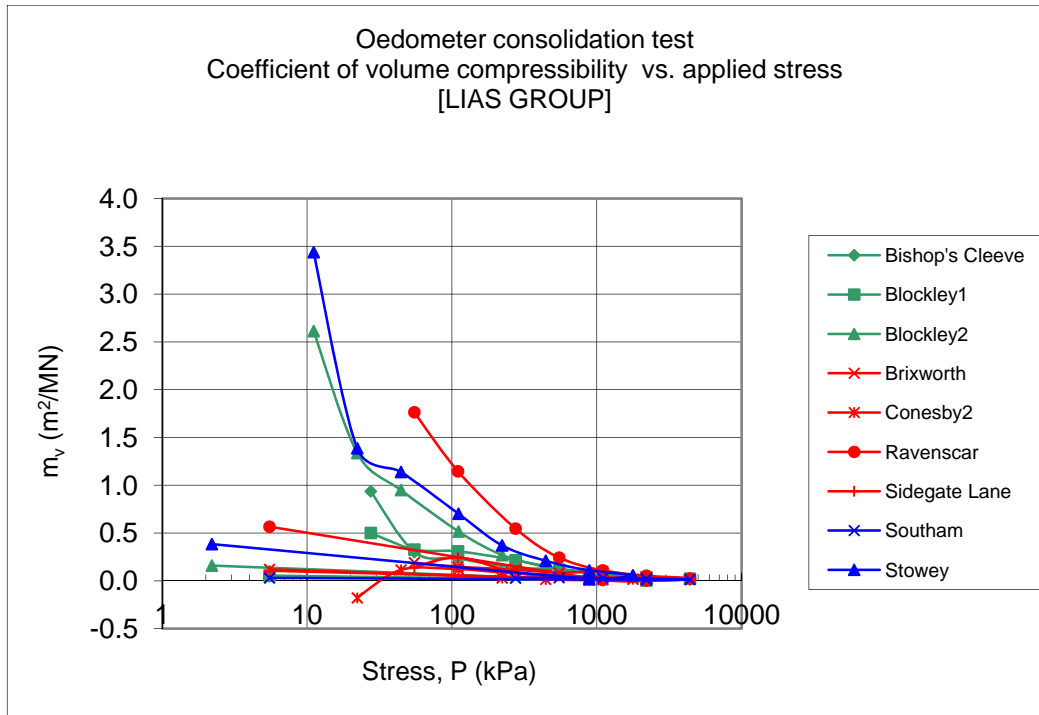 Oedometer consolidation test
Coefficient of volume compressibility vs. applied stress
[LIAS GROUP]
4.0
3.5
3.0
2.5
2.0
1.5
1.0
0.5
0.0
-0.5
1
10
100
1000
10000
mv (m²/MN)
Stress, P (kPa)
Bishop's Cleeve
Blockley1
Blockley2
Brixworth
Conesby2
Ravenscar
Sidegate Lane
Southam
Stowey